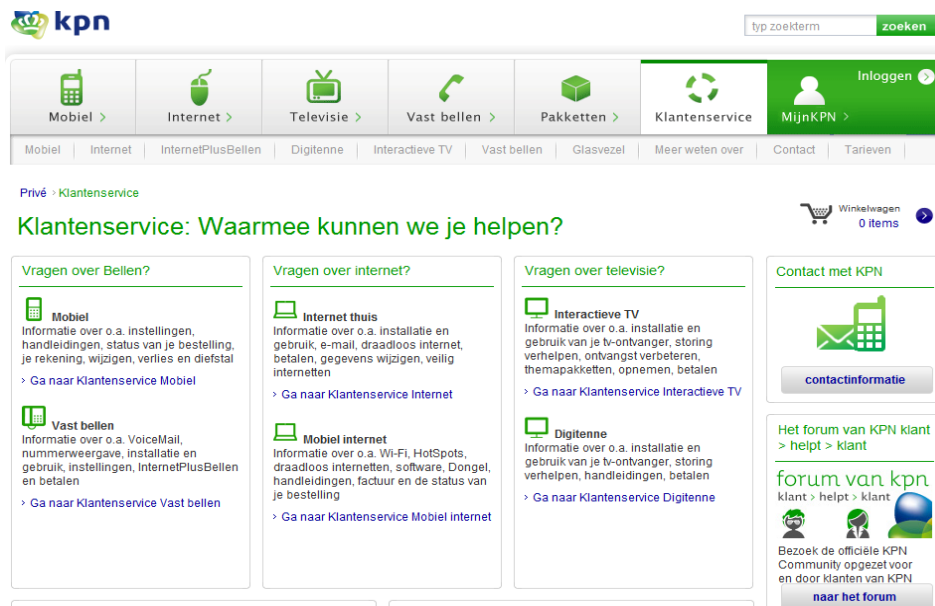 kpn
typ zoekterm
zoeken
Mobiel >
Internet >
Televisie >
Vast bellen >
Pakketten >
Klantenservice
Inloggen
MijnKPN >
Mobiel
Internet
InternetPlusBellen
Digitenne
Interactieve TV
Vast bellen
Glasvezel
Meer weten over
Contact
Tarieven
Privé > Klantenservice
Klantenservice: Waarmee kunnen we je helpen?
Winkelwagen
0 items
Vragen over Bellen?
Mobiel
Informatie over o.a. instellingen,
handleidingen, status van je bestelling,
je rekening, wijzigen, verlies en diefstal
> Ga naar Klantenservice Mobiel
Vast bellen
Informatie over o.a. VoiceMail,
nummerweergave, installatie en
gebruik, instellingen, InternetPlusBellen
en betalen
> Ga naar Klantenservice Vast bellen
Vragen over internet?
Internet thuis
Informatie over o.a. installatie en
gebruik, e-mail, draadloos internet,
betalen, gegevens wijzigen, veilig
internetten
> Ga naar Klantenservice Internet
Mobiel internet
Informatie over o.a. Wi-Fi, HotSpots,
draadloos internetten, software, Dongel,
handleidingen, factuur en de status van
je bestelling
> Ga naar Klantenservice Mobiel internet
Vragen over televisie?
Interactieve TV
Informatie over o.a. installatie en
gebruik van je tv-ontvanger, storing
verhelpen, ontvangst verbeteren,
themapakketten, opnemen, betalen
> Ga naar Klantenservice Interactieve TV
Digitenne
Informatie over o.a. installatie en
gebruik van je tv-ontvanger, storing
verhelpen, handleidingen, betalen
> Ga naar Klantenservice Digitenne
Contact met KPN
contactinformatie
Het forum van KPN klant
> helpt > klant
forum van kpn
klant > helpt > klant
Bezoek de officiële KPN
Community opgezet voor
en door klanten van KPN
naar het forum